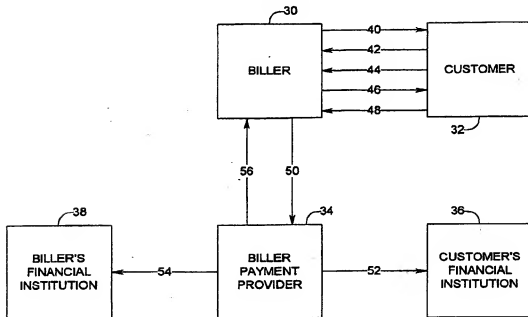 30
BILLER
40
42
44
46
48
CUSTOMER
32
56
50
38
BILLER'S
FINANCIAL
INSTITUTION
54
34
BILLER
PAYMENT
PROVIDER
52
36
CUSTOMER'S
FINANCIAL
INSTITUTION